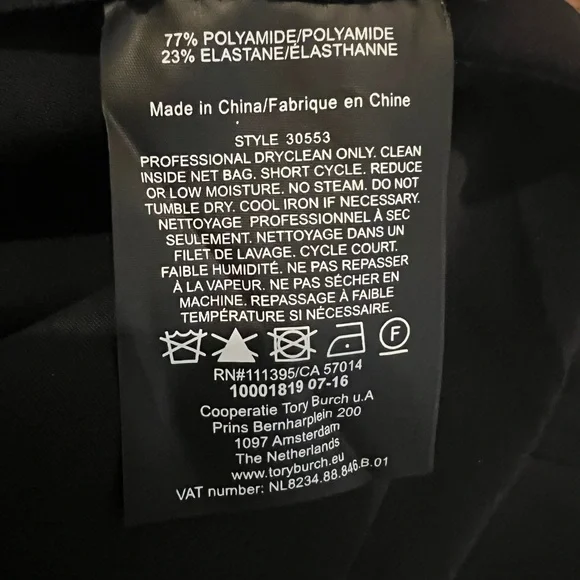 77% POLYAMIDE/POLYAMIDE
23% ELASTANE/ÉLASTHANNE
Made in China/Fabrique en Chine
STYLE 30553
PROFESSIONAL DRYCLEAN ONLY. CLEAN
INSIDE NET BAG. SHORT CYCLE. REDUCE
OR LOW MOISTURE. NO STEAM. DO NOT
TUMBLE DRY. COOL IRON IF NECESSARY.
NETTOYAGE PROFESSIONNEL À SEC
SEULEMENT. NETTOYAGE DANS UN
FILET DE LAVAGE. CYCLE COURT.
FAIBLE HUMIDITÉ. NE PAS REPASSER
À LA VAPEUR. NE PAS SÉCHER EN
MACHINE. REPASSAGE À FAIBLE
TEMPÉRATURE SI NÉCESSAIRE.
F
RN#111395/CA 57014
10001819 07-16
Cooperatie Tory Burch u.A
Prins Bernharplein 200
1097 Amsterdam
The Netherlands
www.toryburch.eu
VAT number: NL8234.88.846.B.01